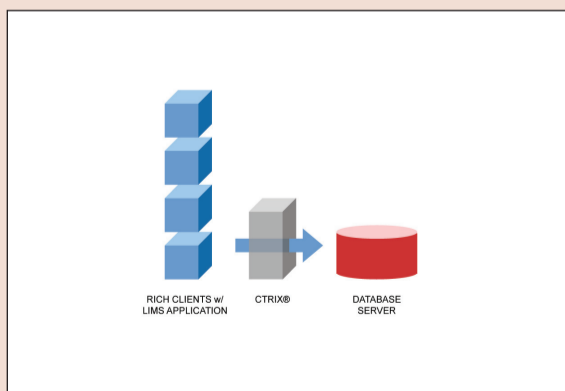 RICH CLIENTS w/
LIMS APPLICATION
CTRIX®
DATABASE
SERVER